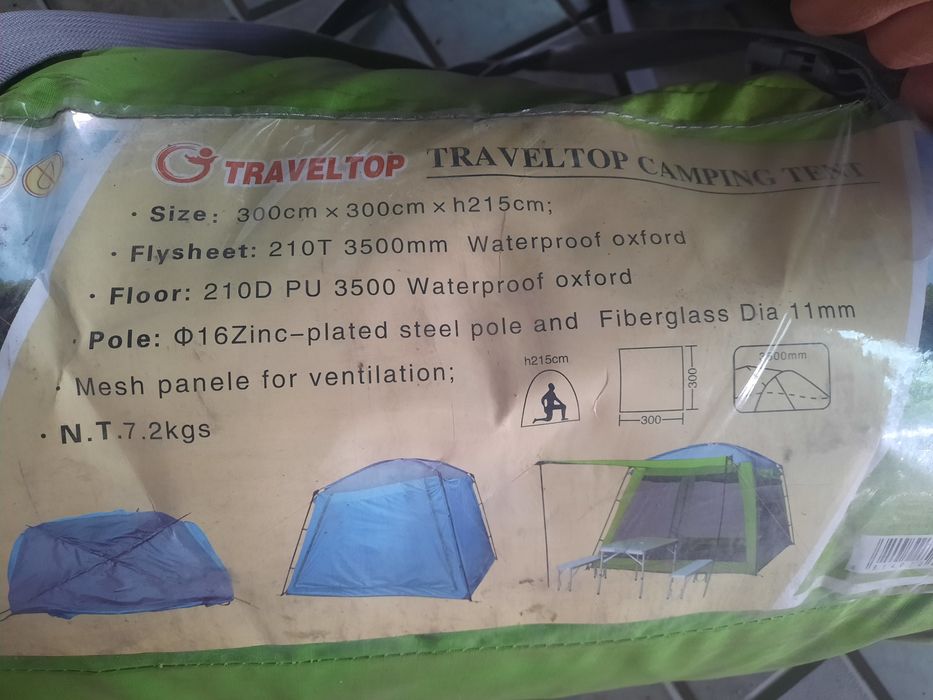 TRAVELTOP TRAVELTOP CAMPING TENT
· Size: 300cm × 300cm × h215cm;
· Flysheet: 210T 3500mm Waterproof oxford
· Floor: 210D PU 3500 Waterproof oxford
· Pole: Φ16Zinc-plated steel pole and Fiberglass Dia 11mm
· Mesh panele for ventilation;
· N.T.7.2kgs
h215cm
300
300
3500mm